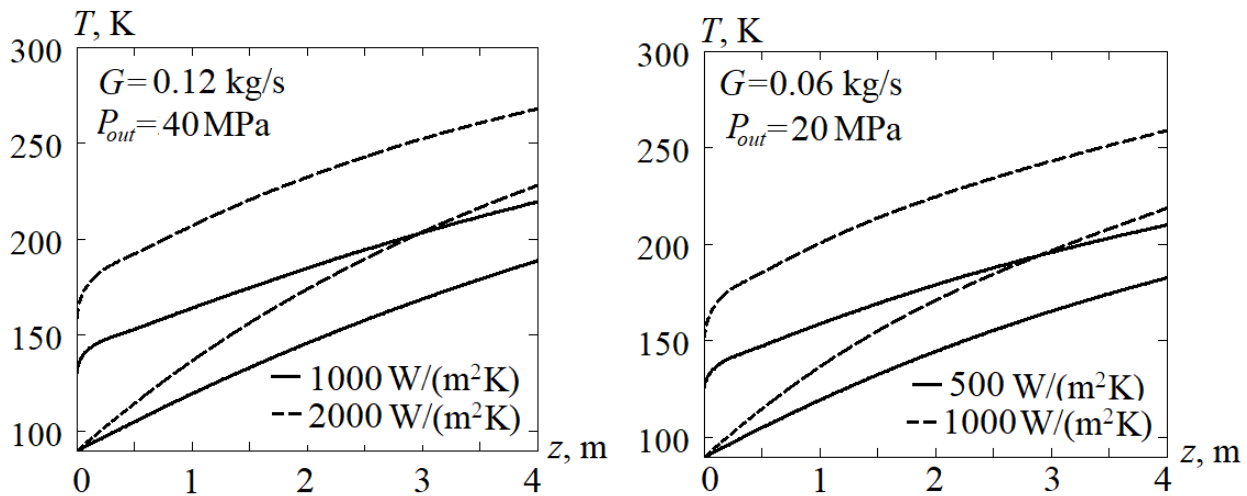 T, K
300
G=0.12 kg/s
P_out=40 MPa
250
200
150
1000 W/(m²K)
2000 W/(m²K)
100
z, m
0 1 2 3 4
T, K
300
G=0.06 kg/s
P_out=20 MPa
250
200
150
500 W/(m²K)
1000 W/(m²K)
100
z, m
0 1 2 3 4